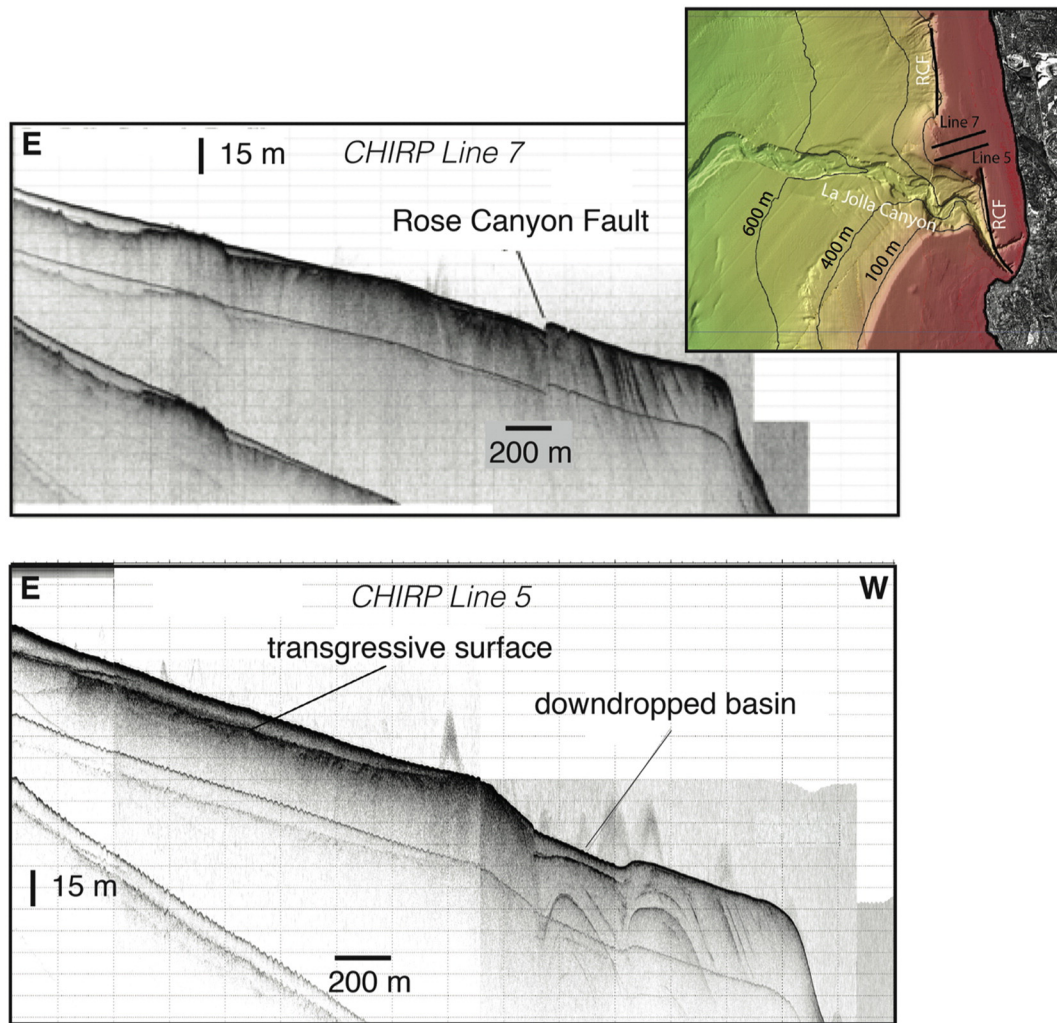 RCF
Line 7
Line 5
La Jolla Canyon
RCF
600 m
400 m
100 m
E
15 m
CHIRP Line 7
Rose Canyon Fault
200 m
E
CHIRP Line 5
W
transgressive surface
downdropped basin
15 m
200 m